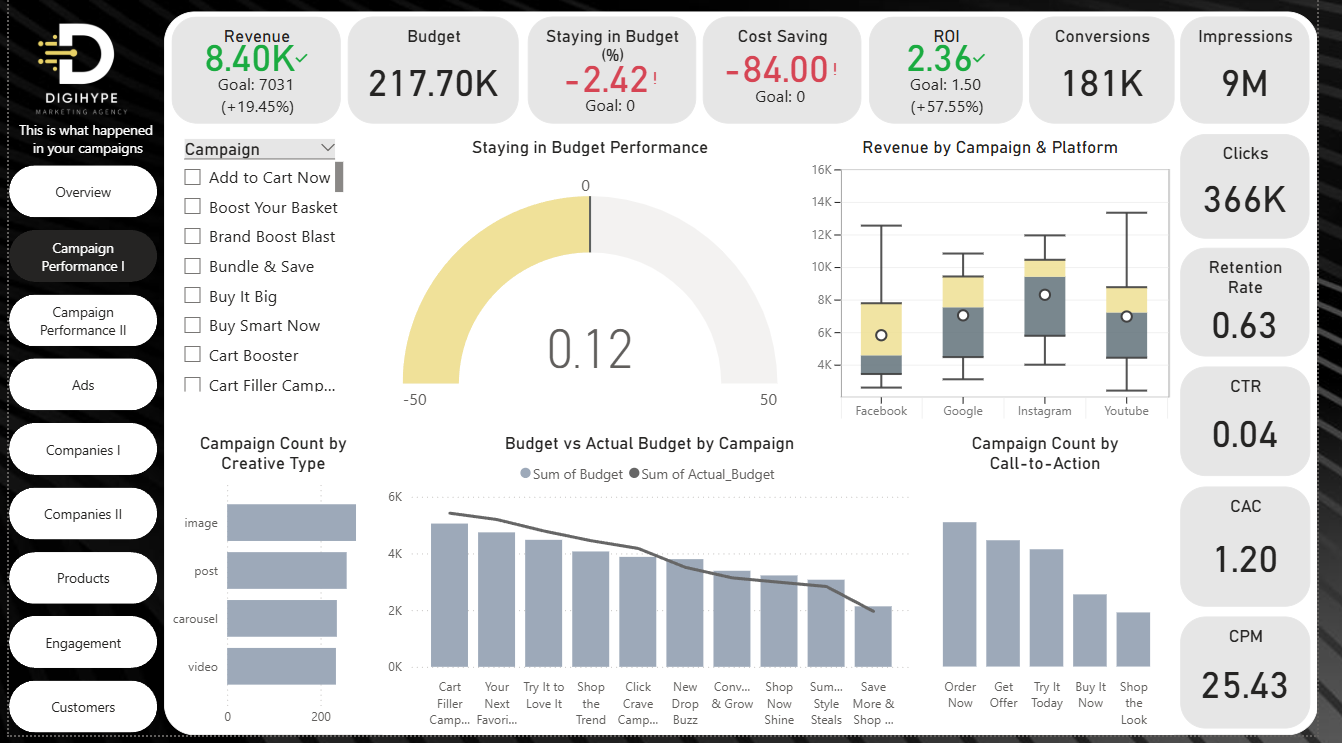 DIGIHYPE
MARKETING AGENCY
This is what happened
in your campaigns
Overview
Campaign
Performance I
Campaign
Performance II
Ads
Companies I
Companies II
Products
Engagement
Customers
Revenue
8.40K
Goal: 7031
(+19.45%)
Budget
217.70K
Staying in Budget
(%)
-2.42!
Goal: 0
Cost Saving
-84.00!
Goal: 0
ROI
2.36
Goal: 1.50
(+57.55%)
Conversions
181K
Impressions
9M
Campaign
Add to Cart Now
Boost Your Basket
Brand Boost Blast
Bundle & Save
Buy It Big
Buy Smart Now
Cart Booster
Cart Filler Camp...
Staying in Budget Performance
0
0.12
-50
50
Revenue by Campaign & Platform
16K
14K
12K
10K
8K
6K
4K
Facebook
Google
Instagram
Youtube
Clicks
366K
Retention
Rate
0.63
CTR
0.04
CAC
1.20
CPM
25.43
Campaign Count by
Creative Type
image
post
carousel
video
0
200
Budget vs Actual Budget by Campaign
Sum of Budget
Sum of Actual_Budget
6K
4K
2K
0K
Cart
Filler
Camp...
Your
Next
Favori...
Try It to
Love It
Shop
the
Trend
Click
Crave
Camp...
New
Drop
Buzz
Conv...
& Grow
Shop
Now
Shine
Sum...
Style
Steals
Save
More &
Shop ...
Campaign Count by
Call-to-Action
Order
Now
Get
Offer
Try It
Today
Buy It
Now
Shop
the
Look